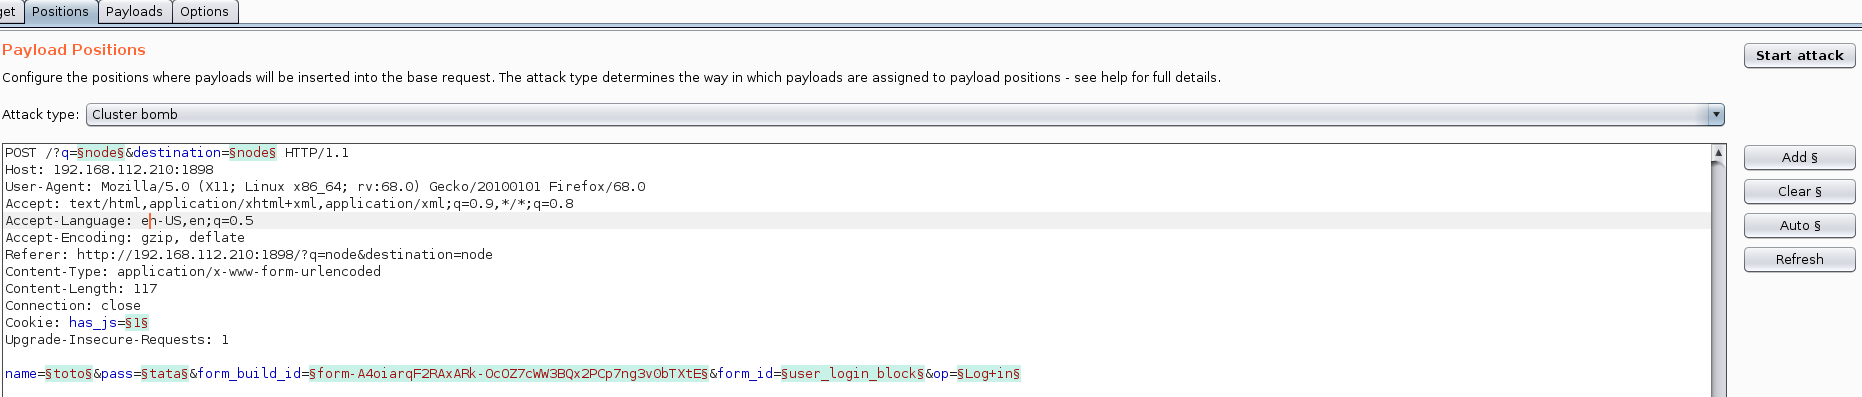 get Positions Payloads Options
Payload Positions
Start attack
Configure the positions where payloads will be inserted into the base request. The attack type determines the way in which payloads are assigned to payload positions - see help for full details.
Attack type: Cluster bomb
POST /?q=§node§&destination=§node§ HTTP/1.1
Host: 192.168.112.210:1898
User-Agent: Mozilla/5.0 (X11; Linux x86_64; rv:68.0) Gecko/20100101 Firefox/68.0
Accept: text/html,application/xhtml+xml,application/xml;q=0.9,*/*;q=0.8
Accept-Language: en-US,en;q=0.5
Accept-Encoding: gzip, deflate
Referer: http://192.168.112.210:1898/?q=node&destination=node
Content-Type: application/x-www-form-urlencoded
Content-Length: 117
Connection: close
Cookie: has_js=§1§
Upgrade-Insecure-Requests: 1
name=§toto§&pass=§tata§&form_build_id=§form-A4oiarqF2RAxARk-OcOZ7cWW3BQx2PCp7ng3v0bTXtE§&form_id=§user_login_block§&op=§Log+in§
Add §
Clear §
Auto §
Refresh